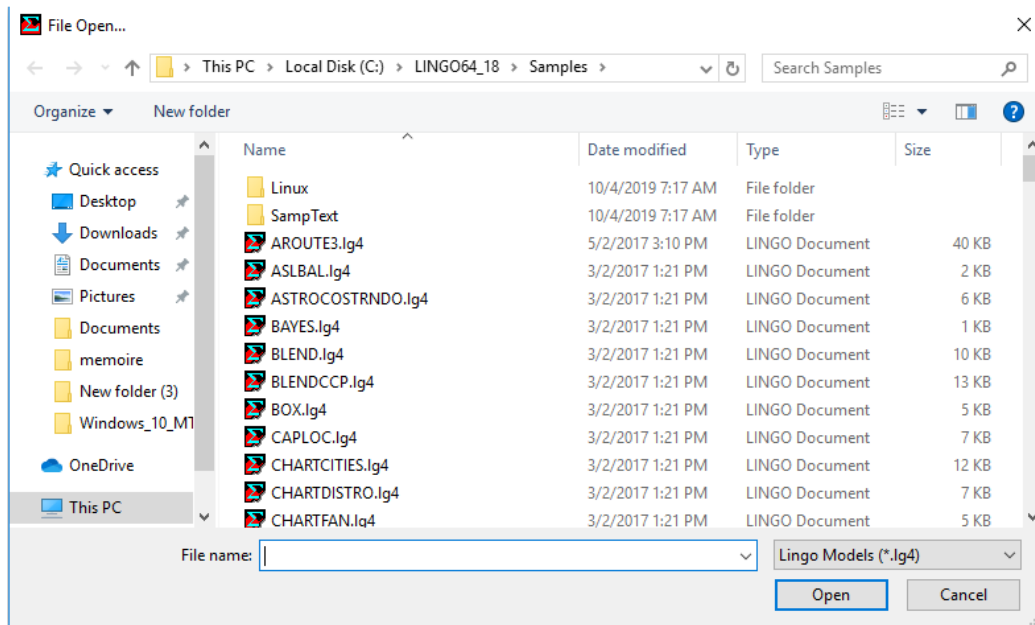 File Open...
This PC > Local Disk (C:) > LINGO64_18 > Samples >
Search Samples
Organize
New folder
Name Date modified Type Size
Quick access
Desktop
Downloads
Documents
Pictures
Documents
memoire
New folder (3)
Windows_10_MT
OneDrive
This PC
Linux 10/4/2019 7:17 AM File folder
SampText 10/4/2019 7:17 AM File folder
AROUTE3.lg4 5/2/2017 3:10 PM LINGO Document 40 KB
ASLBAL.lg4 3/2/2017 1:21 PM LINGO Document 2 KB
ASTROCOSTRNDO.lg4 3/2/2017 1:21 PM LINGO Document 6 KB
BAYES.lg4 3/2/2017 1:21 PM LINGO Document 1 KB
BLEND.lg4 3/2/2017 1:21 PM LINGO Document 10 KB
BLENDCCP.lg4 3/2/2017 1:21 PM LINGO Document 13 KB
BOX.lg4 3/2/2017 1:21 PM LINGO Document 5 KB
CAPLOC.lg4 3/2/2017 1:21 PM LINGO Document 7 KB
CHARTCITIES.lg4 3/2/2017 1:21 PM LINGO Document 12 KB
CHARTDISTRO.lg4 3/2/2017 1:21 PM LINGO Document 7 KB
CHARTFAN.lg4 3/2/2017 1:21 PM LINGO Document 5 KB
File name:
Lingo Models (*.lg4)
Open
Cancel